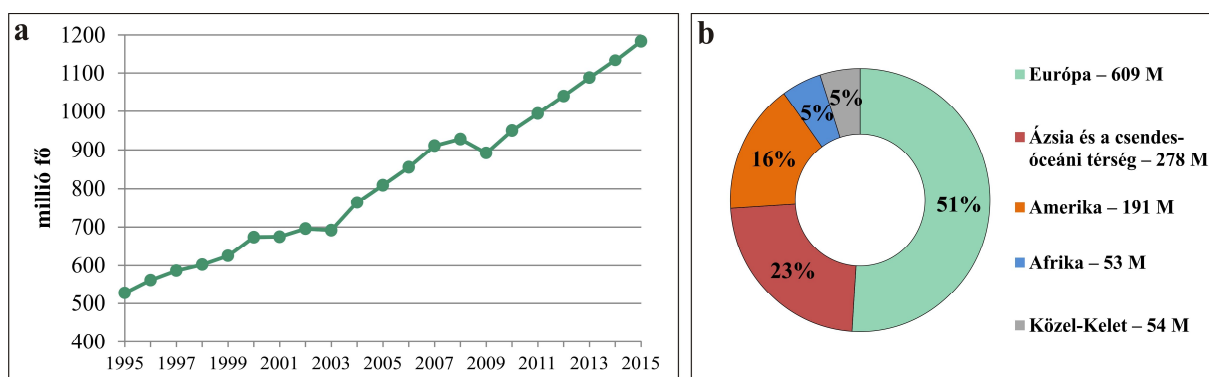 a
millió fő
1200
1100
1000
900
800
700
600
500
400
1995 1997 1999 2001 2003 2005 2007 2009 2011 2013 2015
b
51%
23%
16%
5%
5%
Európa – 609 M
Ázsia és a csendes-
óceáni térség – 278 M
Amerika – 191 M
Afrika – 53 M
Közel-Kelet – 54 M